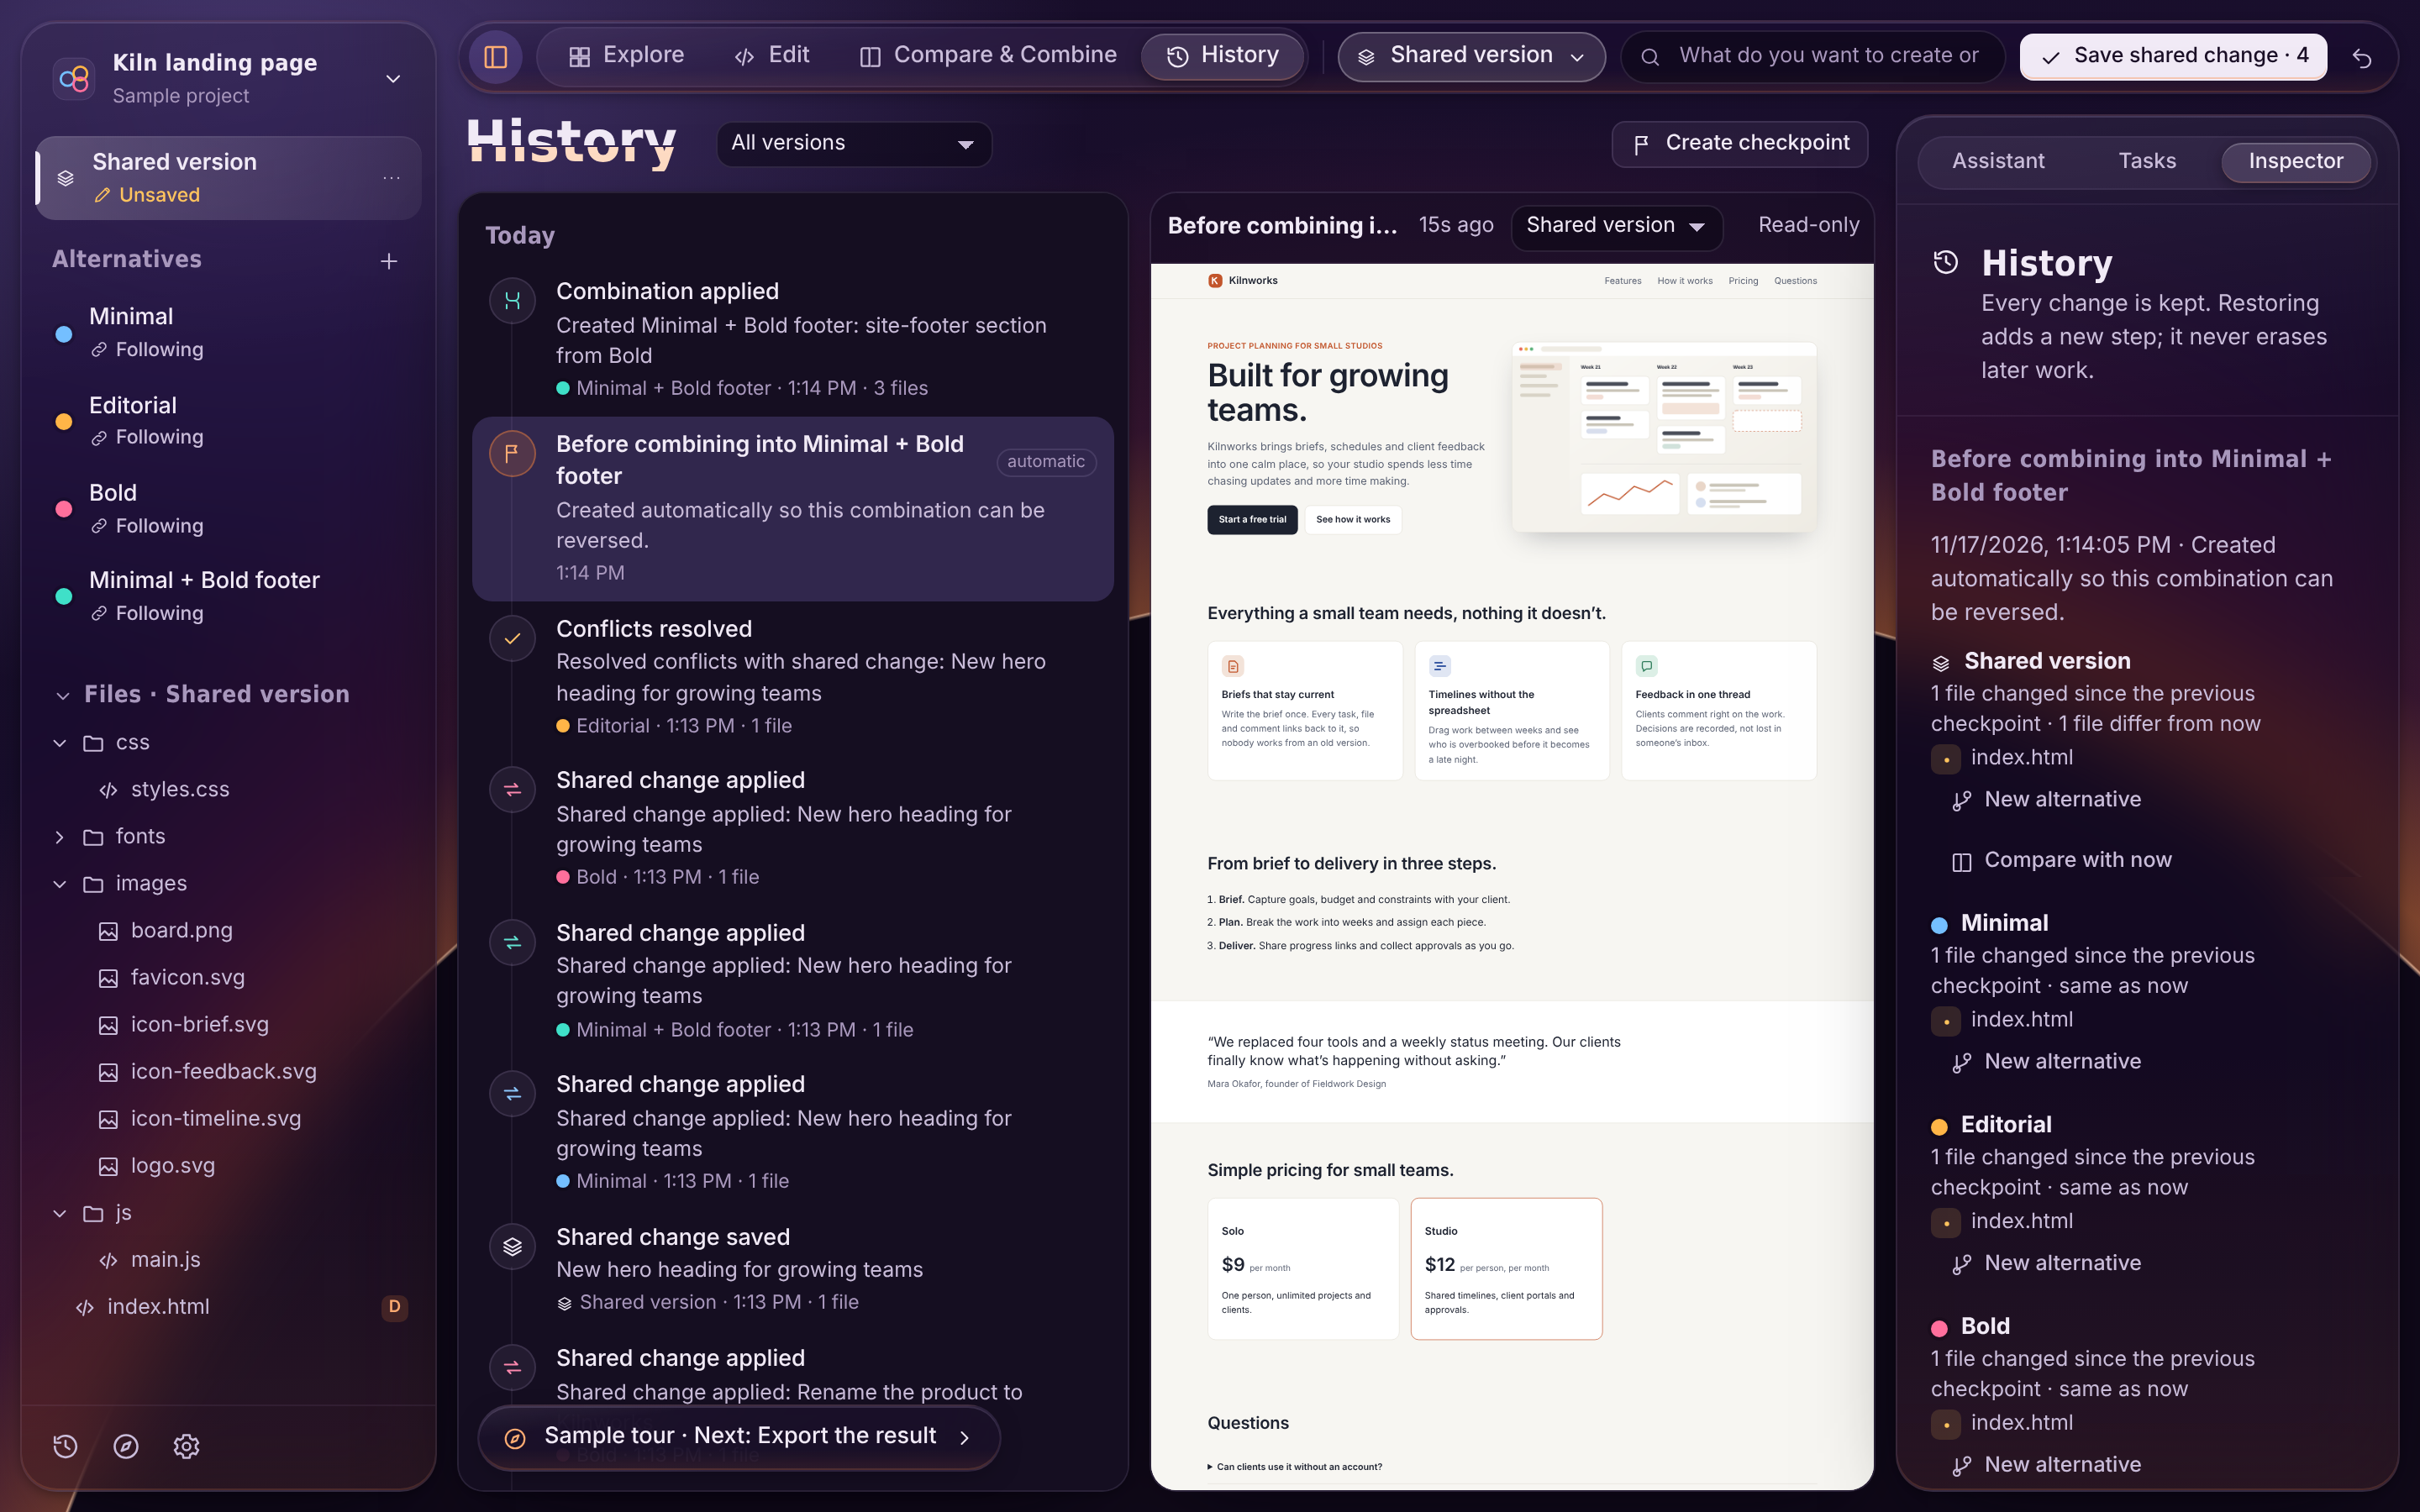 Kiln landing page
Sample project
Shared version
Unsaved
Alternatives
Minimal
Following
Editorial
Following
Bold
Following
Minimal + Bold footer
Following
Files · Shared version
css
styles.css
fonts
images
board.png
favicon.svg
icon-brief.svg
icon-feedback.svg
icon-timeline.svg
logo.svg
js
main.js
index.html
D
Explore
Edit
Compare & Combine
History
Shared version
What do you want to create or
Save shared change · 4
History
All versions
Create checkpoint
Today
Combination applied
Created Minimal + Bold footer: site-footer section
from Bold
Minimal + Bold footer · 1:14 PM · 3 files
Before combining into Minimal + Bold
footer
automatic
Created automatically so this combination can be
reversed.
1:14 PM
Conflicts resolved
Resolved conflicts with shared change: New hero
heading for growing teams
Editorial · 1:13 PM · 1 file
Shared change applied
Shared change applied: New hero heading for
growing teams
Bold · 1:13 PM · 1 file
Shared change applied
Shared change applied: New hero heading for
growing teams
Minimal + Bold footer · 1:13 PM · 1 file
Shared change applied
Shared change applied: New hero heading for
growing teams
Minimal · 1:13 PM · 1 file
Shared change saved
New hero heading for growing teams
Shared version · 1:13 PM · 1 file
Shared change applied
Shared change applied: Rename the product to
Bold · 1:13 PM · 1 file
Sample tour · Next: Export the result
Before combining i...
15s ago
Shared version
Read-only
K Kilnworks
Features
How it works
Pricing
Questions
PROJECT PLANNING FOR SMALL STUDIOS
Built for growing
teams.
Kilnworks brings briefs, schedules and client feedback
into one calm place, so your studio spends less time
chasing updates and more time making.
Start a free trial
See how it works
Week 21
Week 22
Week 23
Everything a small team needs, nothing it doesn’t.
Briefs that stay current
Write the brief once. Every task, file
and comment links back to it, so
nobody works from an old version.
Timelines without the
spreadsheet
Drag work between weeks and see
who is overbooked before it becomes
a late night.
Feedback in one thread
Clients comment right on the work.
Decisions are recorded, not lost in
someone’s inbox.
From brief to delivery in three steps.
1. Brief. Capture goals, budget and constraints with your client.
2. Plan. Break the work into weeks and assign each piece.
3. Deliver. Share progress links and collect approvals as you go.
“We replaced four tools and a weekly status meeting. Our clients
finally know what’s happening without asking.”
Mara Okafor, founder of Fieldwork Design
Simple pricing for small teams.
Solo
$9 per month
One person, unlimited projects and
clients.
Studio
$12 per person, per month
Shared timelines, client portals and
approvals.
Questions
Can clients use it without an account?
Assistant
Tasks
Inspector
History
Every change is kept. Restoring
adds a new step; it never erases
later work.
Before combining into Minimal +
Bold footer
11/17/2026, 1:14:05 PM · Created
automatically so this combination can
be reversed.
Shared version
1 file changed since the previous
checkpoint · 1 file differ from now
index.html
New alternative
Compare with now
Minimal
1 file changed since the previous
checkpoint · same as now
index.html
New alternative
Editorial
1 file changed since the previous
checkpoint · same as now
index.html
New alternative
Bold
1 file changed since the previous
checkpoint · same as now
index.html
New alternative